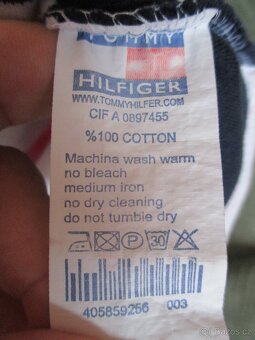 TOMMY
HILFIGER
WWW.TOMMYHILFER.COM
CIF A 0897455
%100 COTTON
Machina wash warm
no bleach
medium iron
no dry cleaning
do not tumble dry
P 30
405859256 003